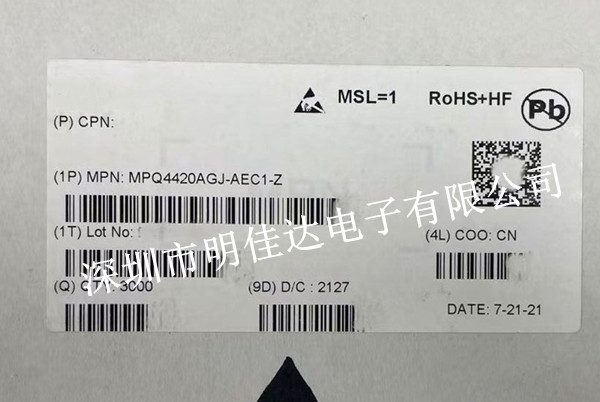 MSL=1 RoHS+HF Pb
(P) CPN:
(1P) MPN: MPQ4420AGJ-AEC1-Z
(1T) Lot No:
(4L) COO: CN
深圳市明佳达电子有限公司
(Q) 3000
(9D) D/C : 2127
DATE: 7-21-21